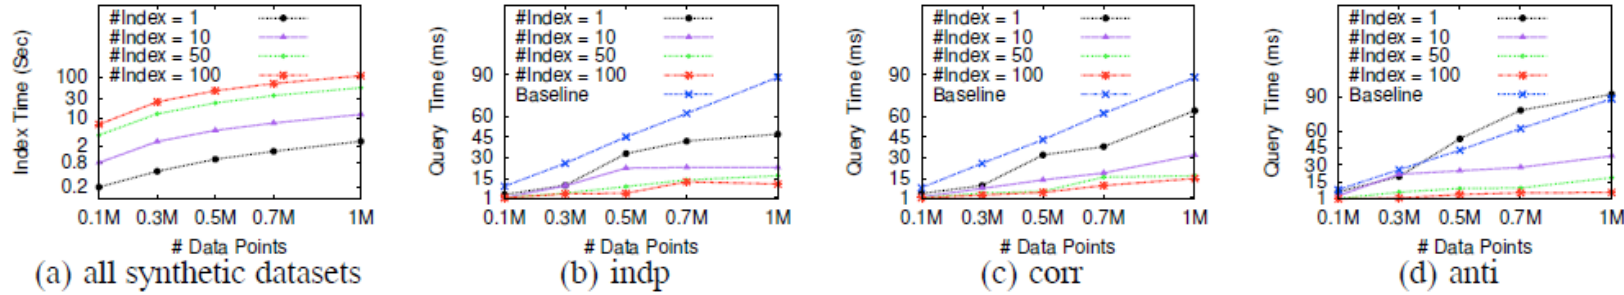 #Index = 1
#Index = 10
#Index = 50
#Index = 100
Index Time (Sec)
100
30
10
2
0.8
0.2
0.1M 0.3M 0.5M 0.7M 1M
# Data Points
(a) all synthetic datasets
#Index = 1
#Index = 10
#Index = 50
#Index = 100
Baseline
Query Time (ms)
90
60
45
30
15
1
0.1M 0.3M 0.5M 0.7M 1M
# Data Points
(b) indp
#Index = 1
#Index = 10
#Index = 50
#Index = 100
Baseline
Query Time (ms)
90
60
45
30
15
1
0.1M 0.3M 0.5M 0.7M 1M
# Data Points
(c) corr
#Index = 1
#Index = 10
#Index = 50
#Index = 100
Baseline
Query Time (ms)
90
60
45
30
15
1
0.1M 0.3M 0.5M 0.7M 1M
# Data Points
(d) anti